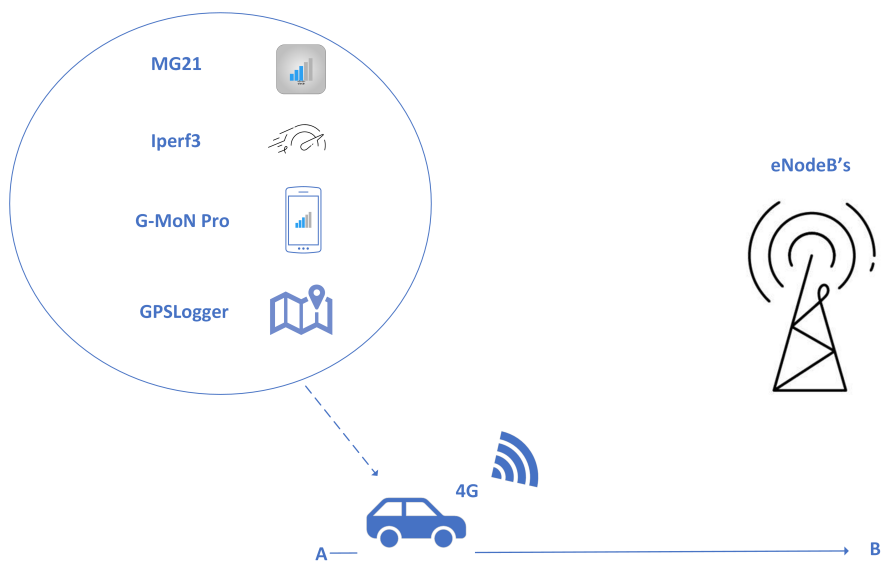 MG21
Iperf3
G-MoN Pro
GPSLogger
eNodeB’s
4G
A
B